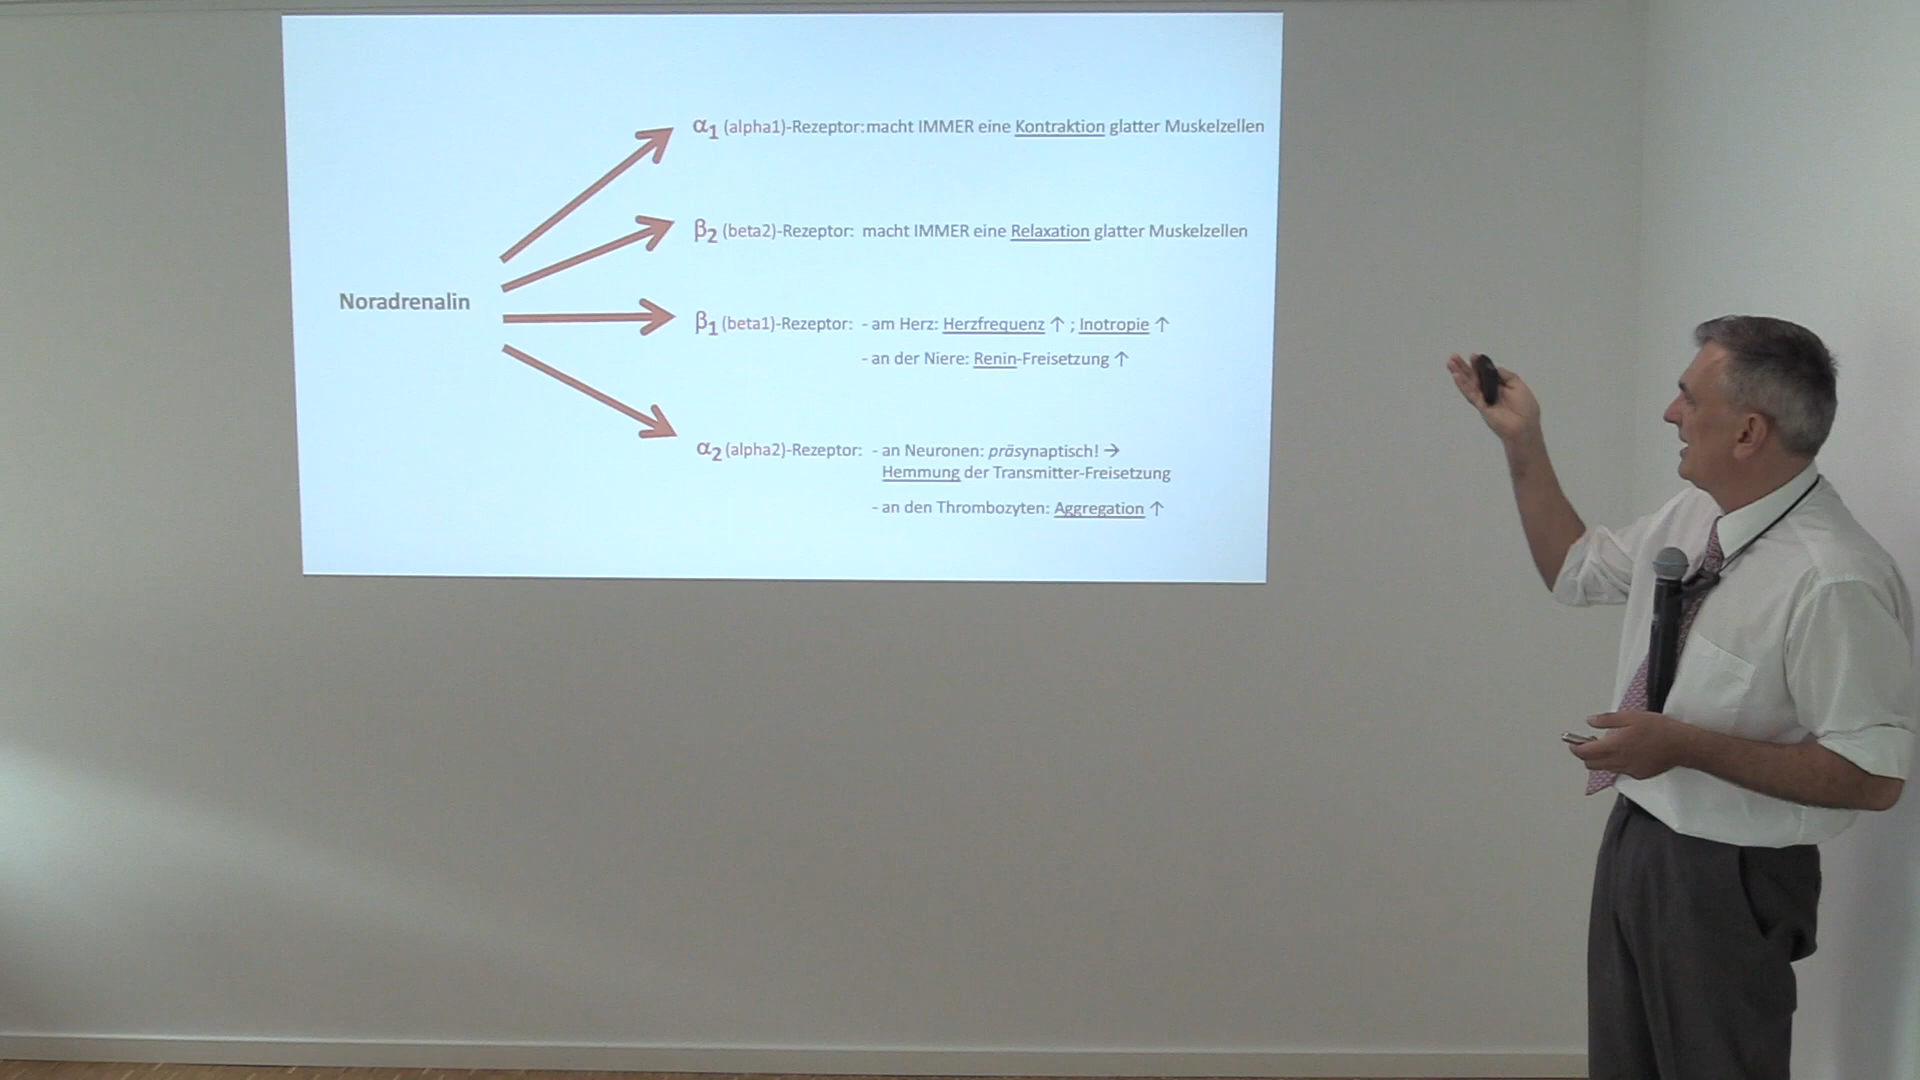 α1 (alpha1)-Rezeptor: macht IMMER eine Kontraktion glatter Muskelzellen
β2 (beta2)-Rezeptor: macht IMMER eine Relaxation glatter Muskelzellen
Noradrenalin
β1 (beta1)-Rezeptor: - am Herz: Herzfrequenz ↑ ; Inotropie ↑
- an der Niere: Renin-Freisetzung ↑
α2 (alpha2)-Rezeptor: - an Neuronen: präsynaptisch! →
Hemmung der Transmitter-Freisetzung
- an den Thrombozyten: Aggregation ↑